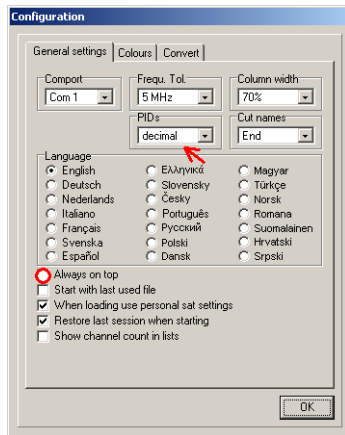 Configuration
General settings Colours Convert
Comport Frequ. Tol. Column width
Com 1 5 MHz 70%
PIDs Cut names
decimal End
Language
English Ελληνικά Magyar
Deutsch Slovensky Türkçe
Nederlands Česky Norsk
Italiano Português Romana
Français Русский Suomalainen
Svenska Polski Hrvatski
Español Dansk Srpski
Always on top
Start with last used file
When loading use personal sat settings
Restore last session when starting
Show channel count in lists
OK